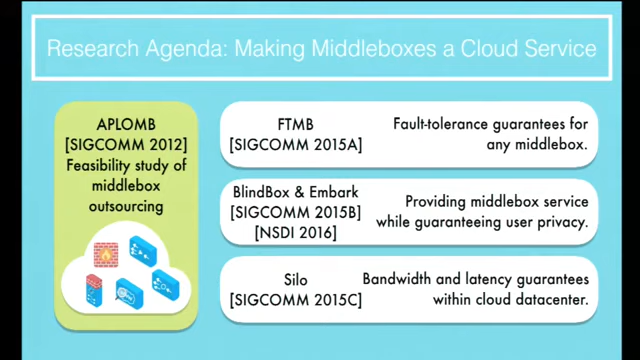 Research Agenda: Making Middleboxes a Cloud Service
APLOMB
[SIGCOMM 2012]
Feasibility study of
middlebox
outsourcing
FTMB
[SIGCOMM 2015A]
Fault-tolerance guarantees for
any middlebox.
BlindBox & Embark
[SIGCOMM 2015B]
[NSDI 2016]
Providing middlebox service
while guaranteeing user privacy.
Silo
[SIGCOMM 2015C]
Bandwidth and latency guarantees
within cloud datacenter.